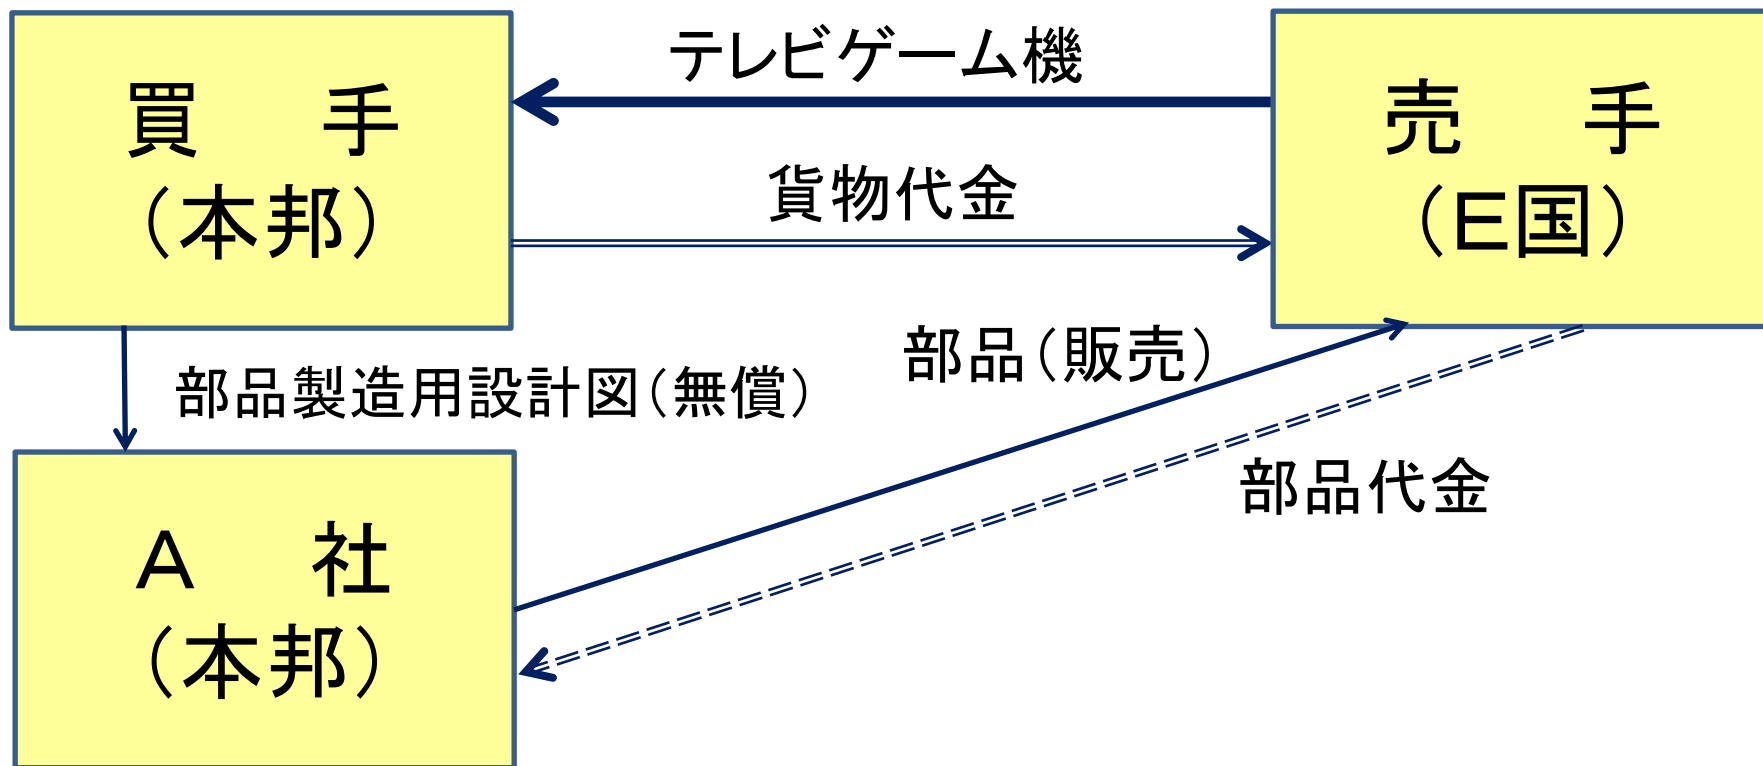 テレビゲーム機
買　手
（本邦）
売　手
（E国）
貨物代金
部品（販売）
部品製造用設計図（無償）
部品代金
A　社
（本邦）